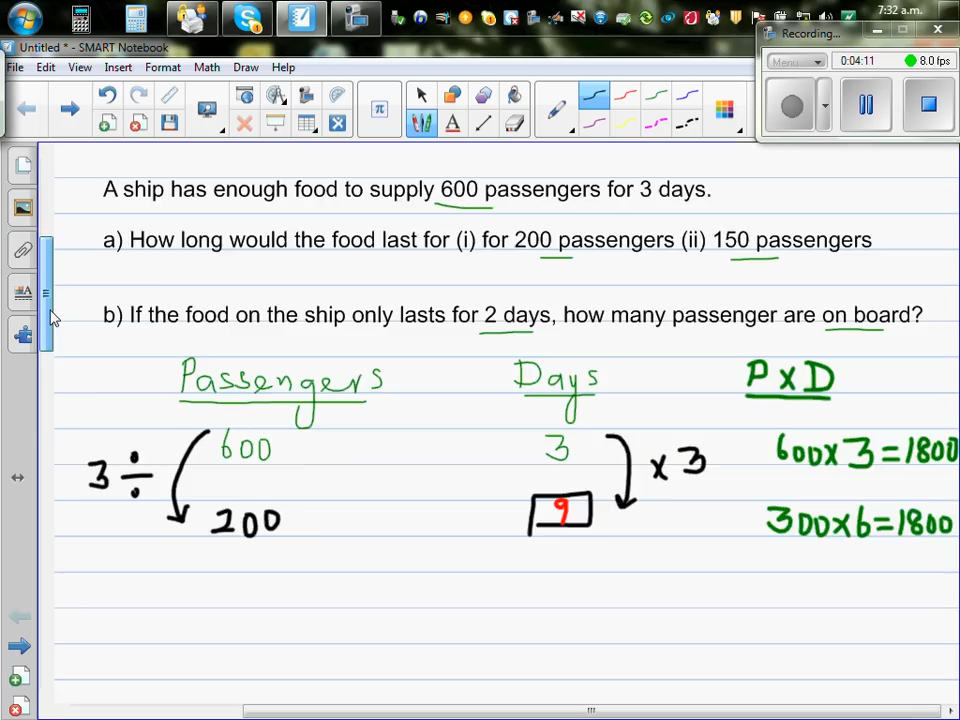 7:32 a.m.
Untitled * - SMART Notebook
Recording...
File Edit View Insert Format Math Draw Help
Menu 0:04:11 8.0 fps
A ship has enough food to supply 600 passengers for 3 days.
a) How long would the food last for (i) for 200 passengers (ii) 150 passengers
b) If the food on the ship only lasts for 2 days, how many passenger are on board?
Passengers Days P x D
3 ÷ 600 3 x 3 600x3=1800
200 9 300x6=1800